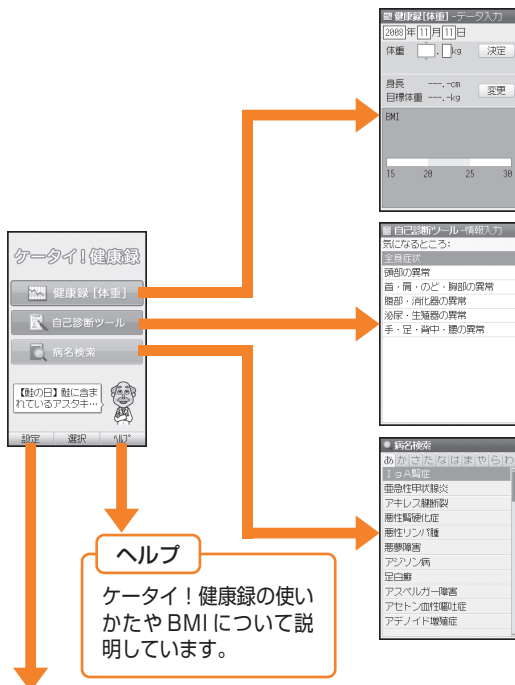 健康録[体重]-データ入力
2008年11月11日
体重 . kg 決定
身長 ---.-cm
目標体重 ---.-kg
変更
BMI
15 20 25 30
ケータイ!健康録
健康録 [体重]
自己診断ツール
病名検索
【鮭の日】鮭に含ま
れているアスタキ…
設定 選択 ヘルプ
自己診断ツール-情報入力
気になるところ:
全身症状
頭部の異常
首・肩・のど・胸部の異常
腹部・消化器の異常
泌尿・生殖器の異常
手・足・背中・腰の異常
病名検索
あかさたなはまやらわ
IgA腎症
亜急性甲状腺炎
アキレス腱断裂
悪性腎硬化症
悪性リンパ腫
悪夢障害
アジソン病
足白癬
アスペルガー障害
アセトン血性嘔吐症
アデノイド増殖症
ヘルプ
ケータイ!健康録の使い
かたや BMI について説
明しています。